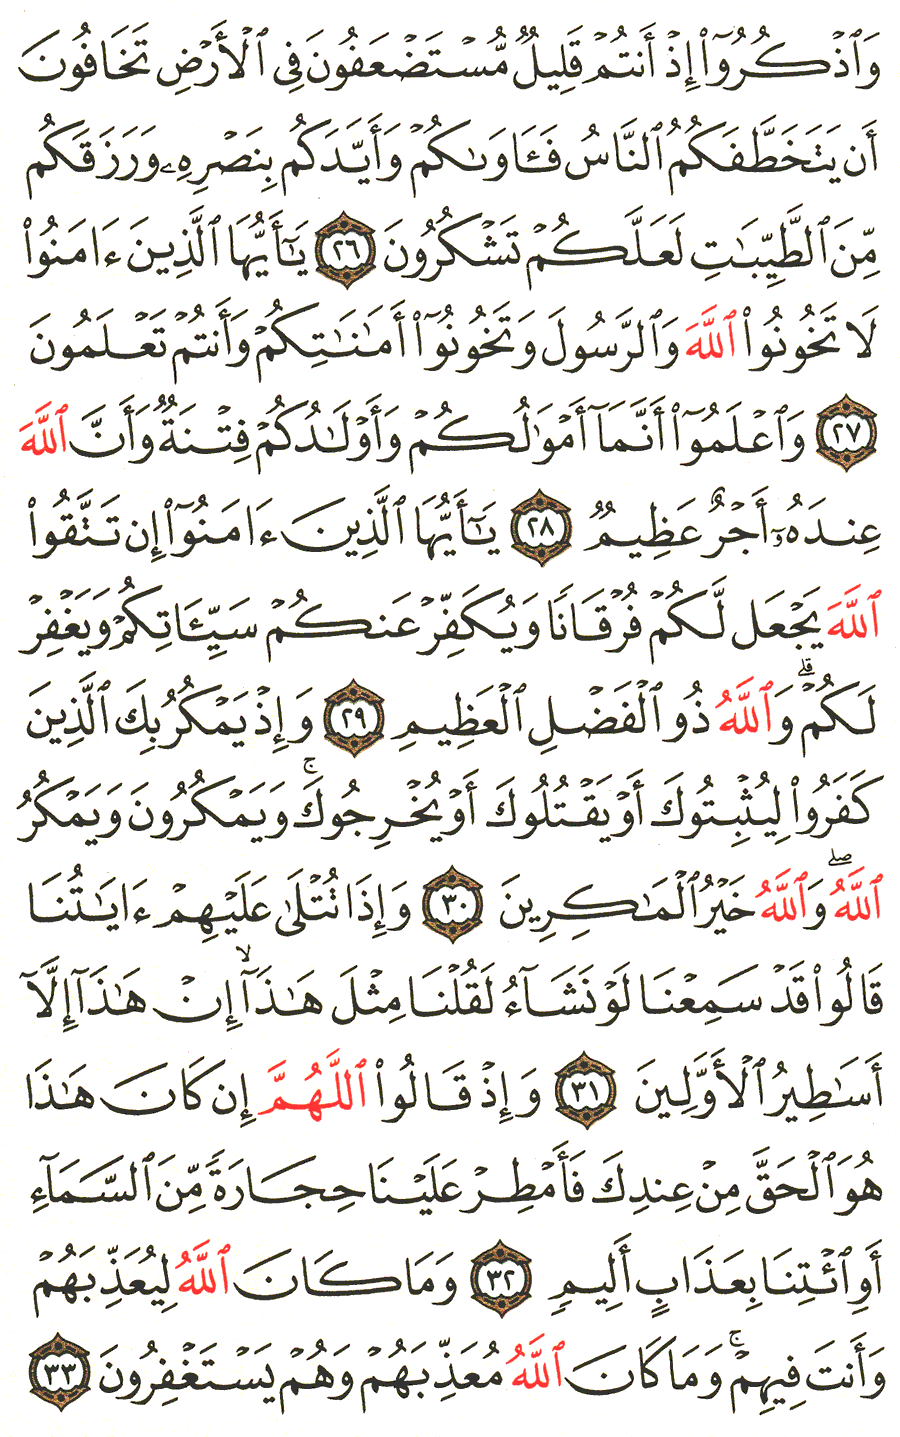 وَٱذْكُرُوٓا۟ إِذْ أَنتُمْ قَلِيلٌ مُّسْتَضْعَفُونَ فِى ٱلْأَرْضِ تَخَافُونَ
أَن يَتَخَطَّفَكُمُ ٱلنَّاسُ فَـَٔاوَىٰكُمْ وَأَيَّدَكُم بِنَصْرِهِۦ وَرَزَقَكُم
مِّنَ ٱلطَّيِّبَـٰتِ لَعَلَّكُمْ تَشْكُرُونَ ٢٦ يَـٰٓأَيُّهَا ٱلَّذِينَ ءَامَنُوا۟
لَا تَخُونُوا۟ ٱللَّهَ وَٱلرَّسُولَ وَتَخُونُوٓا۟ أَمَـٰنَـٰتِكُمْ وَأَنتُمْ تَعْلَمُونَ
٢٧ وَٱعْلَمُوٓا۟ أَنَّمَآ أَمْوَٰلُكُمْ وَأَوْلَـٰدُكُمْ فِتْنَةٌ وَأَنَّ ٱللَّهَ
عِندَهُۥٓ أَجْرٌ عَظِيمٌ ٢٨ يَـٰٓأَيُّهَا ٱلَّذِينَ ءَامَنُوٓا۟ إِن تَتَّقُوا۟
ٱللَّهَ يَجْعَل لَّكُمْ فُرْقَانًا وَيُكَفِّرْ عَنكُمْ سَيِّـَٔاتِكُمْ وَيَغْفِرْ
لَكُمْ ۗ وَٱللَّهُ ذُو ٱلْفَضْلِ ٱلْعَظِيمِ ٢٩ وَإِذْ يَمْكُرُ بِكَ ٱلَّذِينَ
كَفَرُوا۟ لِيُثْبِتُوكَ أَوْ يَقْتُلُوكَ أَوْ يُخْرِجُوكَ ۚ وَيَمْكُرُونَ وَيَمْكُرُ
ٱللَّهُ ۖ وَٱللَّهُ خَيْرُ ٱلْمَـٰكِرِينَ ٣٠ وَإِذَا تُتْلَىٰ عَلَيْهِمْ ءَايَـٰتُنَا
قَالُوا۟ قَدْ سَمِعْنَا لَوْ نَشَآءُ لَقُلْنَا مِثْلَ هَـٰذَآ ۙ إِنْ هَـٰذَآ إِلَّآ
أَسَـٰطِيرُ ٱلْأَوَّلِينَ ٣١ وَإِذْ قَالُوا۟ ٱللَّهُمَّ إِن كَانَ هَـٰذَا
هُوَ ٱلْحَقَّ مِنْ عِندِكَ فَأَمْطِرْ عَلَيْنَا حِجَارَةً مِّنَ ٱلسَّمَآءِ
أَوِ ٱئْتِنَا بِعَذَابٍ أَلِيمٍ ٣٢ وَمَا كَانَ ٱللَّهُ لِيُعَذِّبَهُمْ
وَأَنتَ فِيهِمْ ۚ وَمَا كَانَ ٱللَّهُ مُعَذِّبَهُمْ وَهُمْ يَسْتَغْفِرُونَ ٣٣